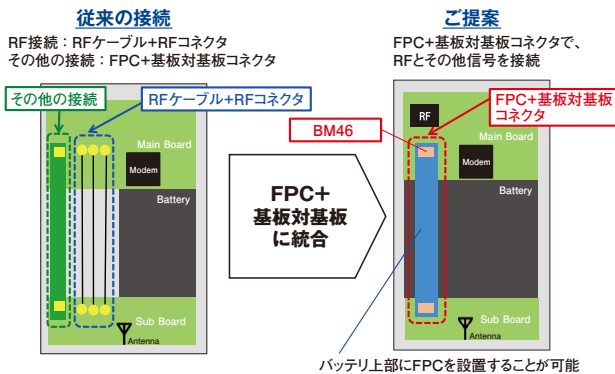 従来の接続
RF接続：RFケーブル+RFコネクタ
その他の接続：FPC+基板対基板コネクタ
その他の接続
RFケーブル+RFコネクタ
Main Board
Modem
Battery
Sub Board
Antenna
FPC+
基板対基板
に統合
ご提案
FPC+基板対基板コネクタで、
RFとその他信号を接続
FPC+基板対基板
コネクタ
RF
BM46
Main Board
Modem
Battery
Sub Board
Antenna
バッテリ上部にFPCを設置することが可能